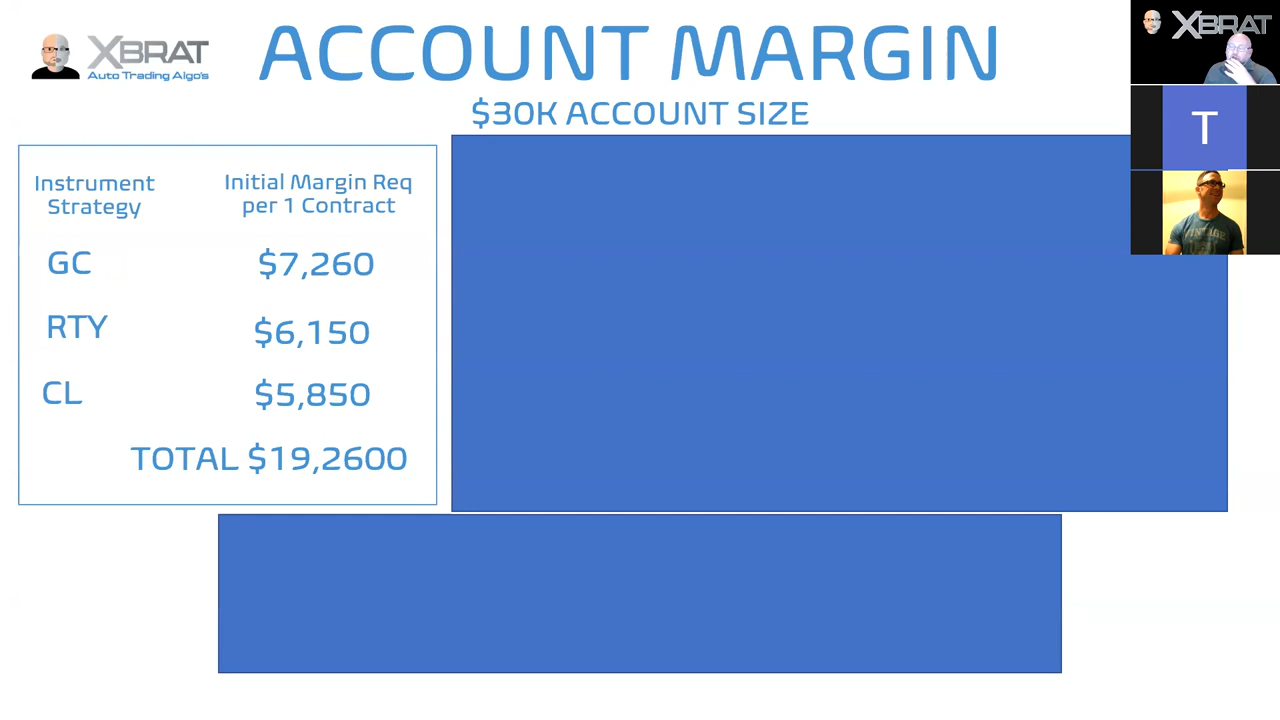 XBRAT
Auto Trading Algo's
ACCOUNT MARGIN
$30K ACCOUNT SIZE
Instrument
Strategy
Initial Margin Req
per 1 Contract
GC $7,260
RTY $6,150
CL $5,850
TOTAL $19,2600
XBRAT
T
VINTAGE